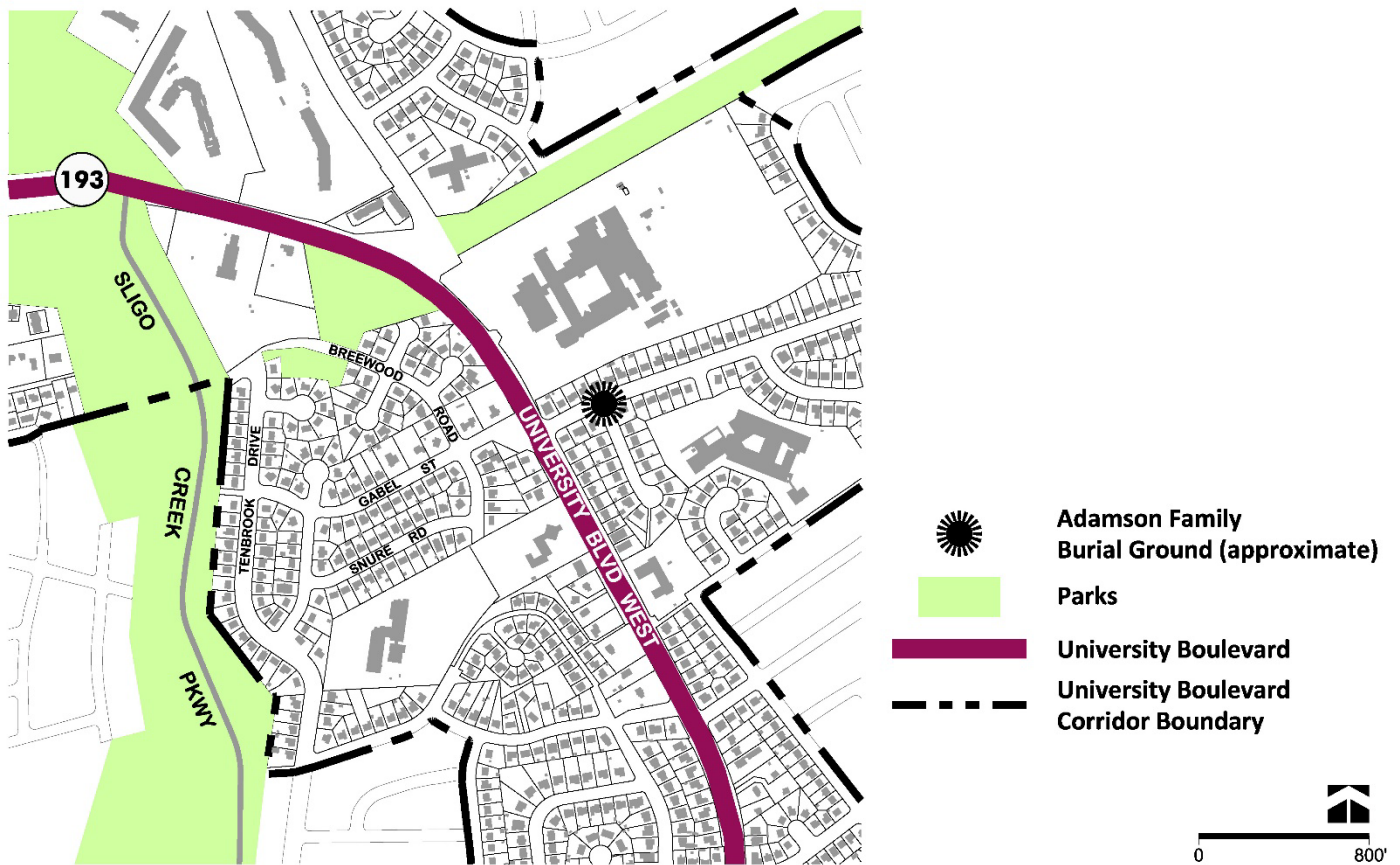 193
SLIGO
CREEK
PKWY
BREEWOOD
ROAD
DRIVE
TENBROOK
GABEL ST
SNURE RD
UNIVERSITY BLVD WEST
Adamson Family
Burial Ground (approximate)
Parks
University Boulevard
University Boulevard
Corridor Boundary
0 800'